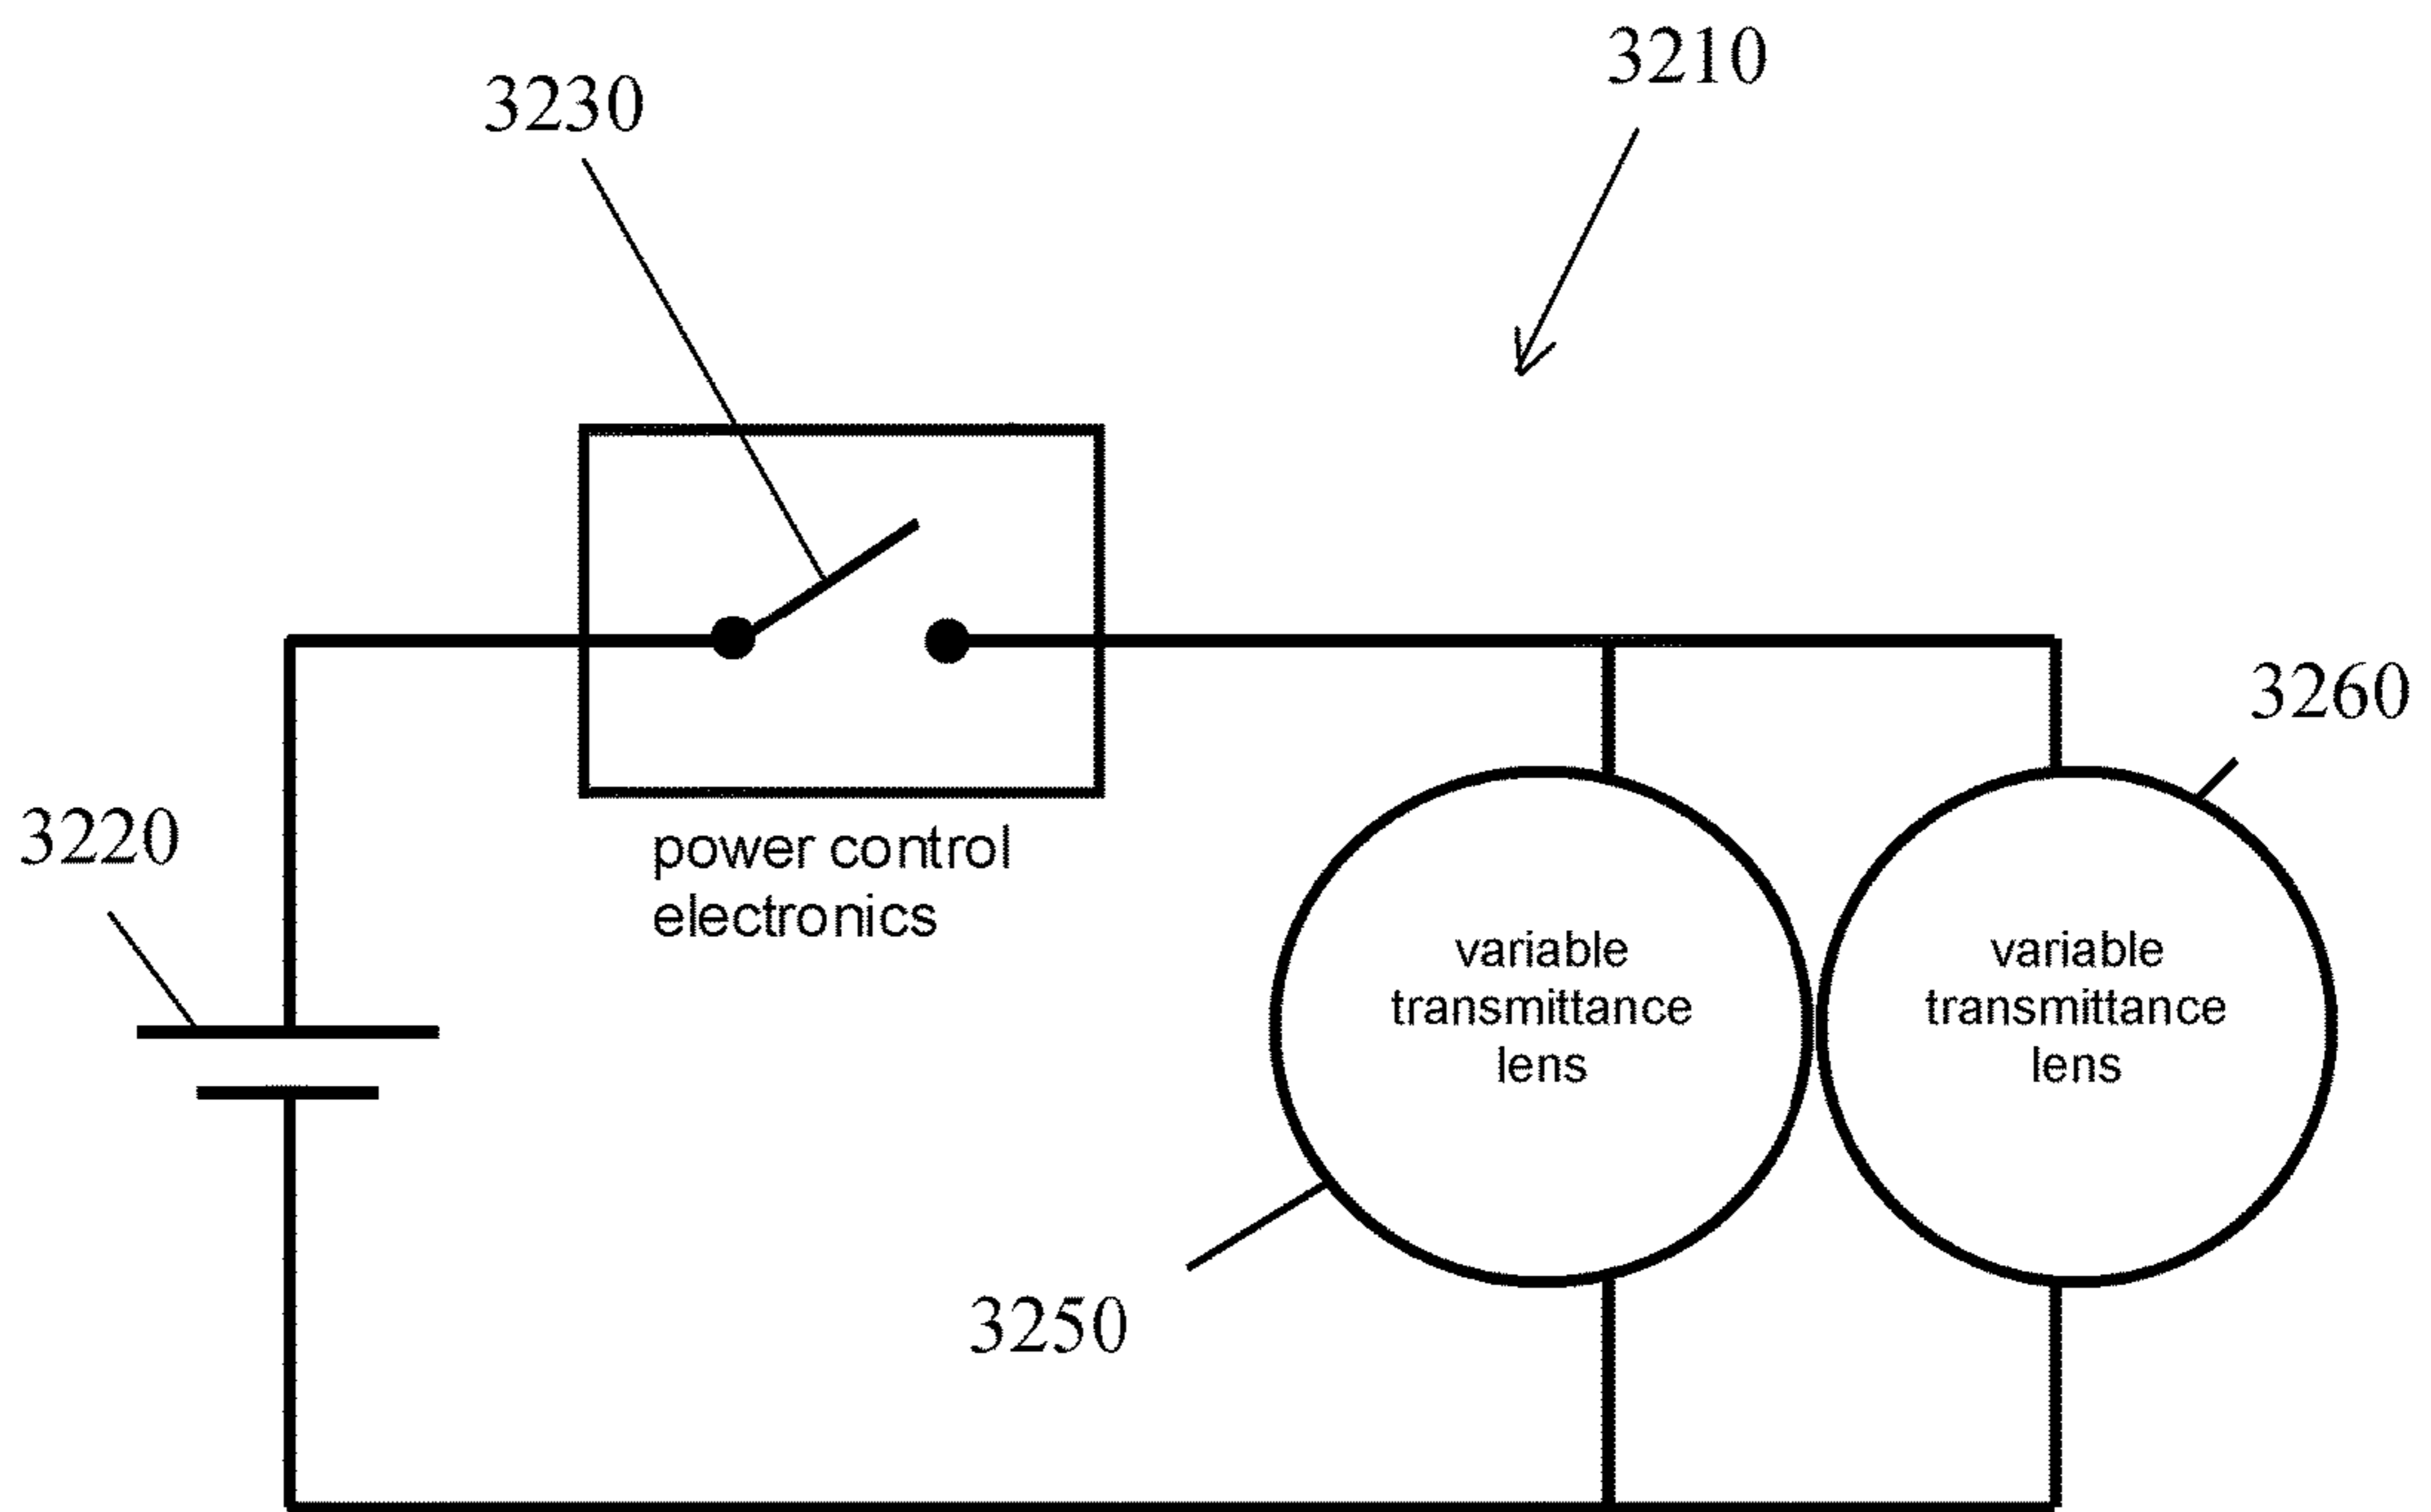 3210
3230
3260
3220
power control
electronics
variable
transmittance
lens
variable
transmittance
lens
3250